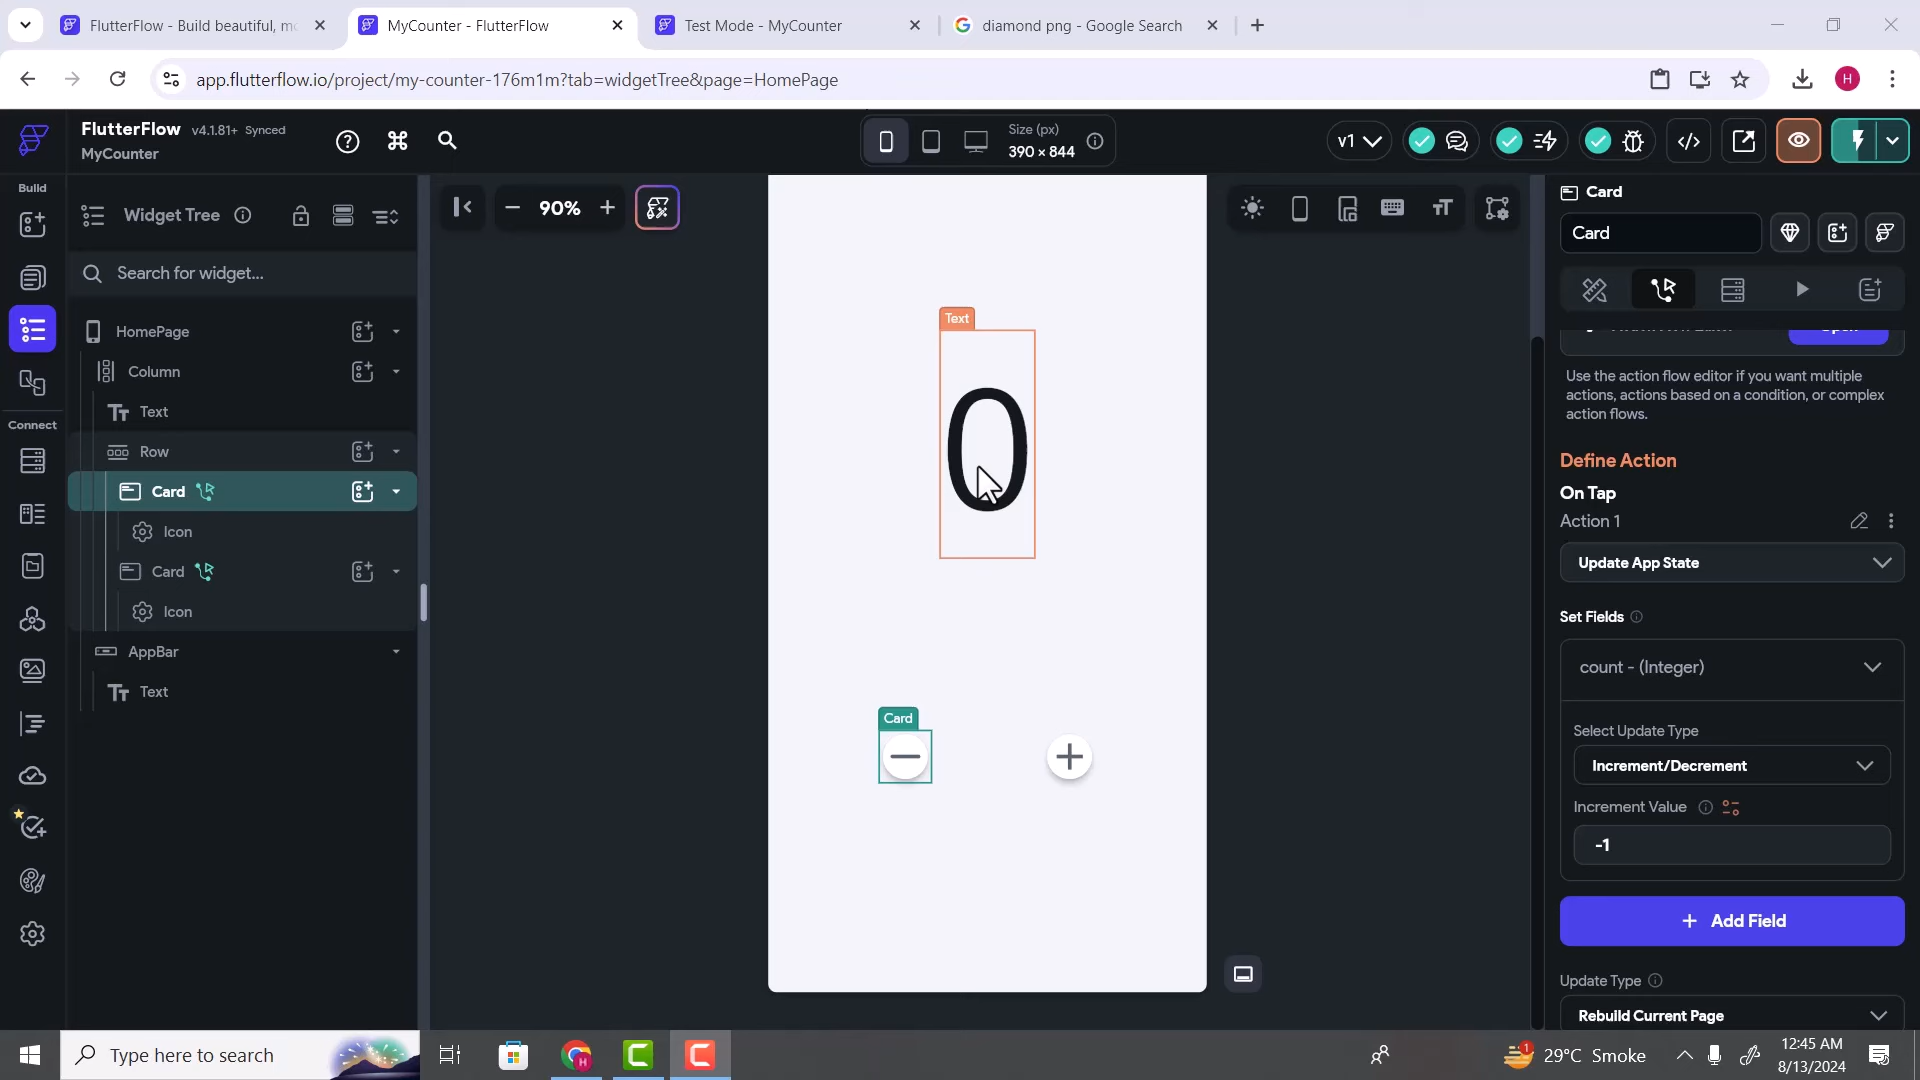 FlutterFlow - Build beautiful, mo
MyCounter - FlutterFlow
Test Mode - MyCounter
diamond png - Google Search
app.flutterflow.io/project/my-counter-176m1m?tab=widgetTree&page=HomePage
H
FlutterFlow v4.1.81+ Synced
MyCounter
Size (px)
390 × 844
v1
Build
Widget Tree
90%
Card
Card
Search for widget...
HomePage
Column
Text
Row
Card
Icon
Card
Icon
AppBar
Text
Connect
Text
0
Card
Use the action flow editor if you want multiple
actions, actions based on a condition, or complex
action flows.
Define Action
On Tap
Action 1
Update App State
Set Fields
count - (Integer)
Select Update Type
Increment/Decrement
Increment Value
-1
+ Add Field
Update Type
Rebuild Current Page
Type here to search
H
1
29°C Smoke
12:45 AM
8/13/2024